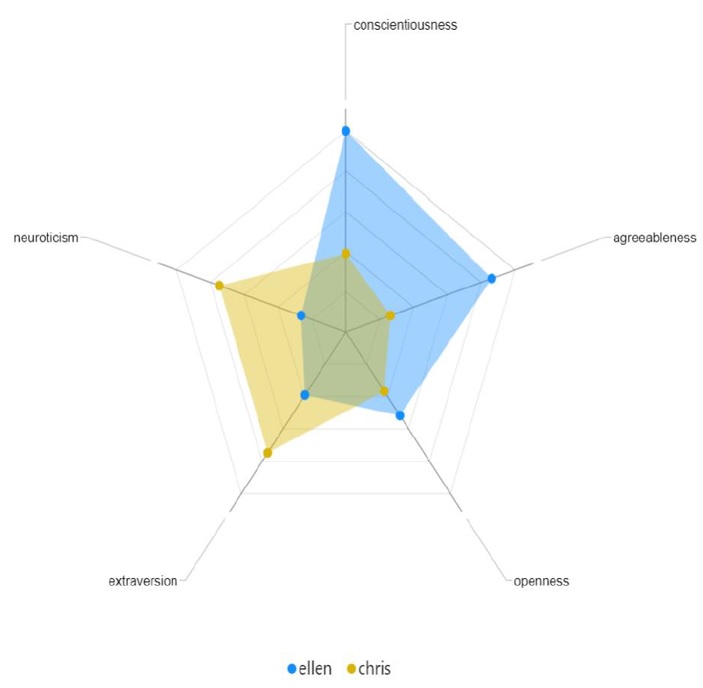 conscientiousness
neuroticism
agreeableness
extraversion
openness
ellen chris